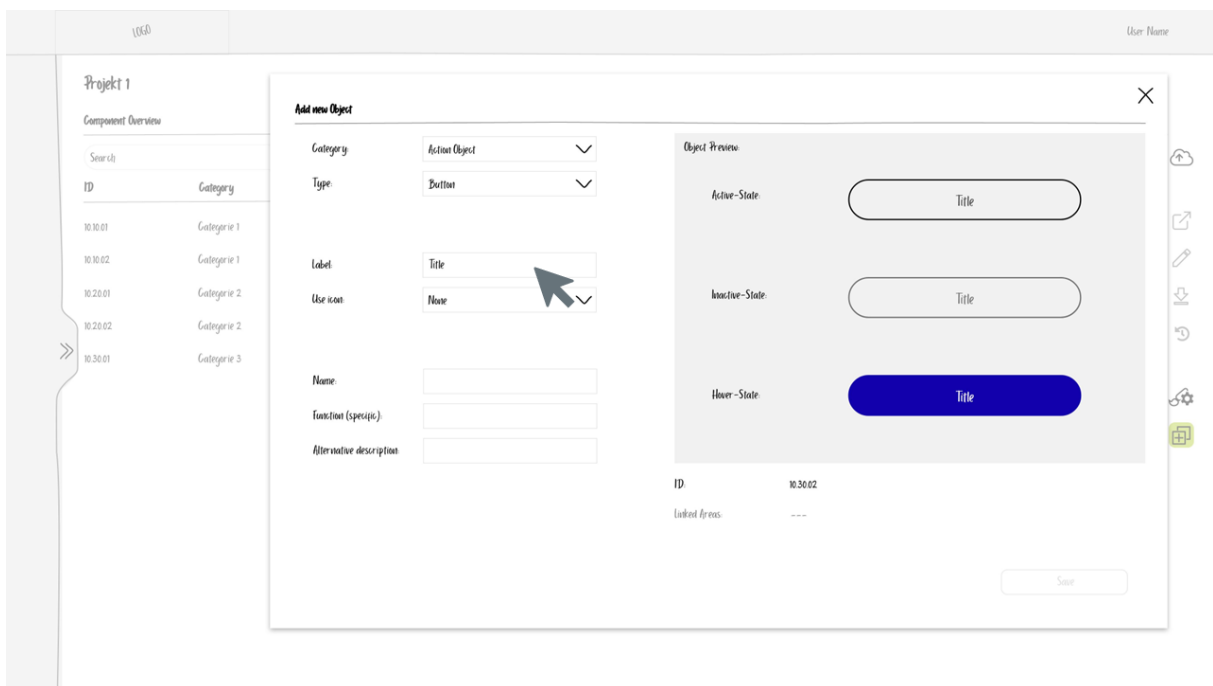 LOGO
User Name
Projekt 1
Component Overview
Search
ID Category
10.10.01 Categorie 1
10.10.02 Categorie 1
10.20.01 Categorie 2
10.20.02 Categorie 2
10.30.01 Categorie 3
Add new Object
Category: Action Object
Type: Button
Label: Title
Use icon: None
Name:
Function (specific):
Alternative description:
Object Preview:
Active-State: Title
Inactive-State: Title
Hover-State: Title
ID: 10.30.02
Linked Areas: ---
Save